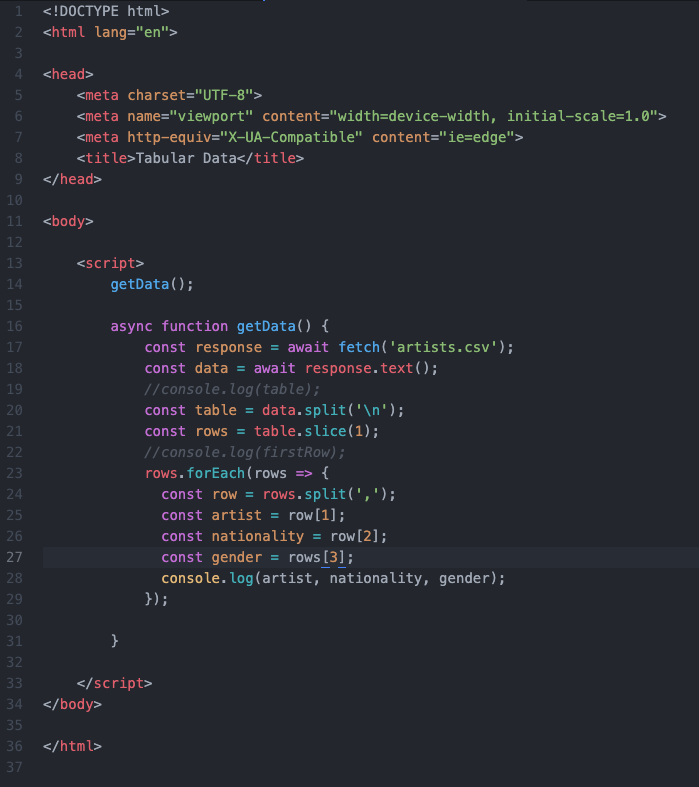 1 <!DOCTYPE html>
2 <html lang="en">
3
4 <head>
5     <meta charset="UTF-8">
6     <meta name="viewport" content="width=device-width, initial-scale=1.0">
7     <meta http-equiv="X-UA-Compatible" content="ie=edge">
8     <title>Tabular Data</title>
9 </head>
10
11 <body>
12
13     <script>
14         getData();
15
16         async function getData() {
17             const response = await fetch('artists.csv');
18             const data = await response.text();
19             //console.log(table);
20             const table = data.split('\n');
21             const rows = table.slice(1);
22             //console.log(firstRow);
23             rows.forEach(rows => {
24               const row = rows.split(',');
25               const artist = row[1];
26               const nationality = row[2];
27               const gender = rows[3];
28               console.log(artist, nationality, gender);
29             });
30
31         }
32
33     </script>
34 </body>
35
36 </html>
37